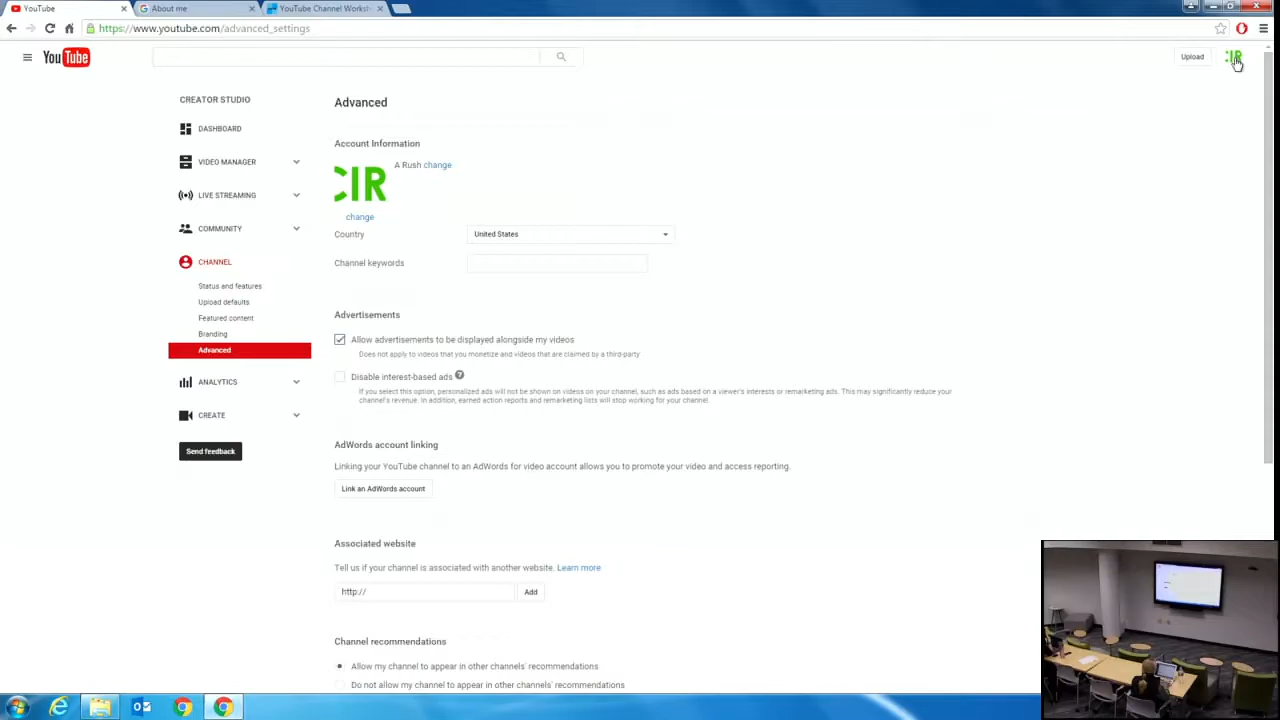 YouTube
About me
YouTube Channel Worksh
https://www.youtube.com/advanced_settings
YouTube
Upload
CIR
CREATOR STUDIO
DASHBOARD
VIDEO MANAGER
LIVE STREAMING
COMMUNITY
CHANNEL
Status and features
Upload defaults
Featured content
Branding
Advanced
ANALYTICS
CREATE
Send feedback
Advanced
Account Information
CIR
A Rush change
change
Country
United States
Channel keywords
Advertisements
Allow advertisements to be displayed alongside my videos
Does not apply to videos that you monetize and videos that are claimed by a third-party
Disable interest-based ads ?
If you select this option, personalized ads will not be shown on videos on your channel, such as ads based on a viewer's interests or remarketing ads. This may significantly reduce your
channel's revenue. In addition, earned action reports and remarketing lists will stop working for your channel.
AdWords account linking
Linking your YouTube channel to an AdWords for video account allows you to promote your video and access reporting.
Link an AdWords account
Associated website
Tell us if your channel is associated with another website. Learn more
http://
Add
Channel recommendations
Allow my channel to appear in other channels' recommendations
Do not allow my channel to appear in other channels' recommendations